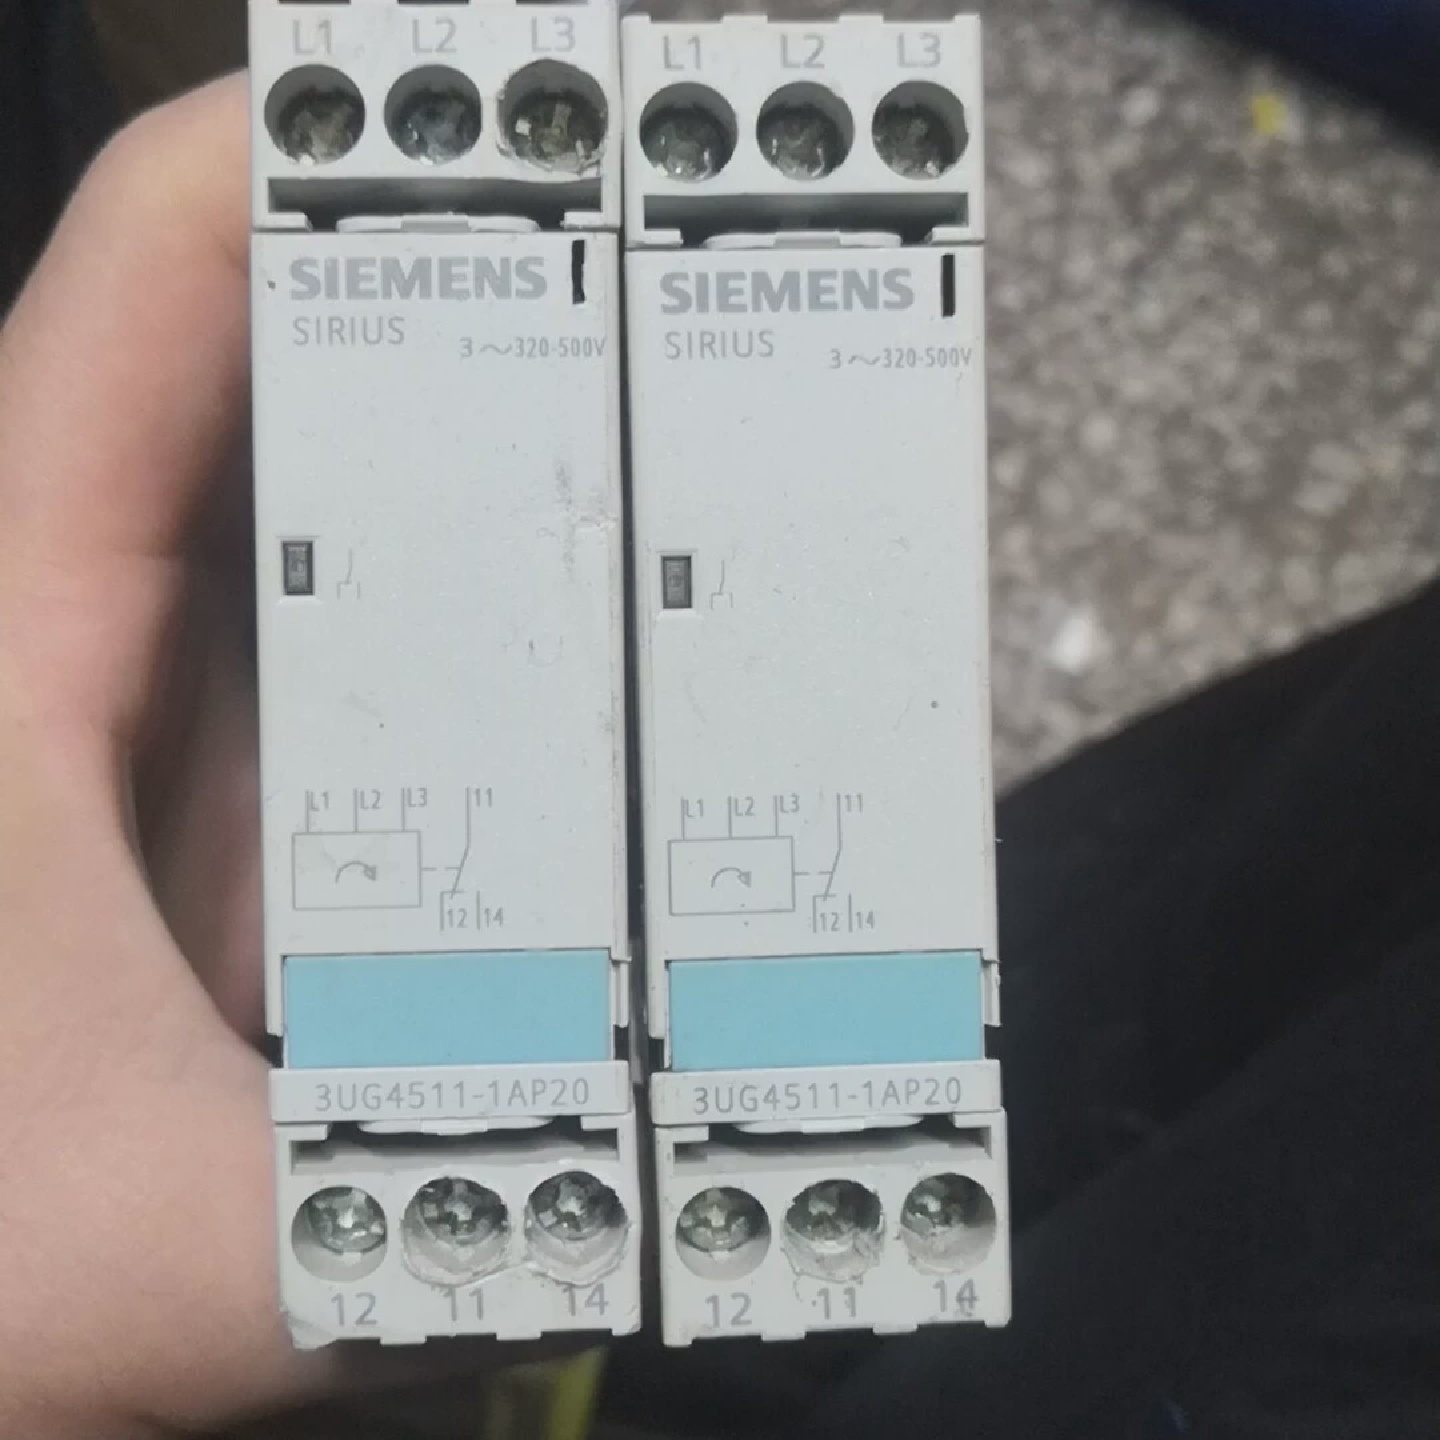 L1 L2 L3
SIEMENS
SIRIUS
3~320-500V
L1 L2 L3 11
12 14
3UG4511-1AP20
12 11 14
L1 L2 L3
SIEMENS
SIRIUS
3~320-500V
L1 L2 L3 11
12 14
3UG4511-1AP20
12 11 14